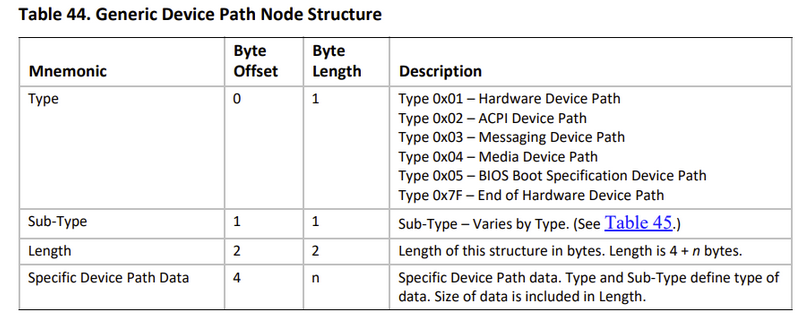 Table 44. Generic Device Path Node Structure
Mnemonic Byte Offset Byte Length Description
Type 0 1 Type 0x01 – Hardware Device Path
Type 0x02 – ACPI Device Path
Type 0x03 – Messaging Device Path
Type 0x04 – Media Device Path
Type 0x05 – BIOS Boot Specification Device Path
Type 0x7F – End of Hardware Device Path
Sub-Type 1 1 Sub-Type – Varies by Type. (See Table 45.)
Length 2 2 Length of this structure in bytes. Length is 4 + n bytes.
Specific Device Path Data 4 n Specific Device Path data. Type and Sub-Type define type of
data. Size of data is included in Length.